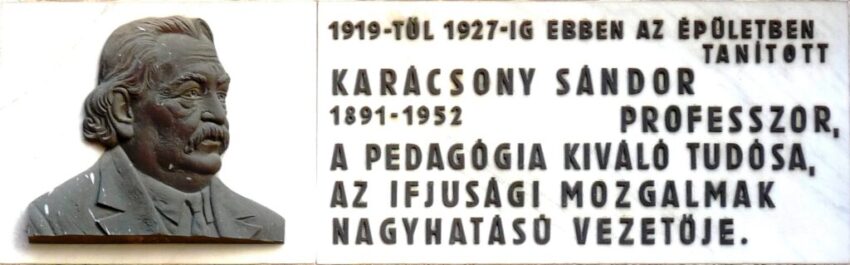 1919-TŐL 1927-IG EBBEN AZ ÉPÜLETBEN
TANÍTOTT
KARÁCSONY SÁNDOR
1891-1952 PROFESSZOR,
A PEDAGÓGIA KIVÁLÓ TUDÓSA,
AZ IFJUSÁGI MOZGALMAK
NAGYHATÁSÚ VEZETŐJE.